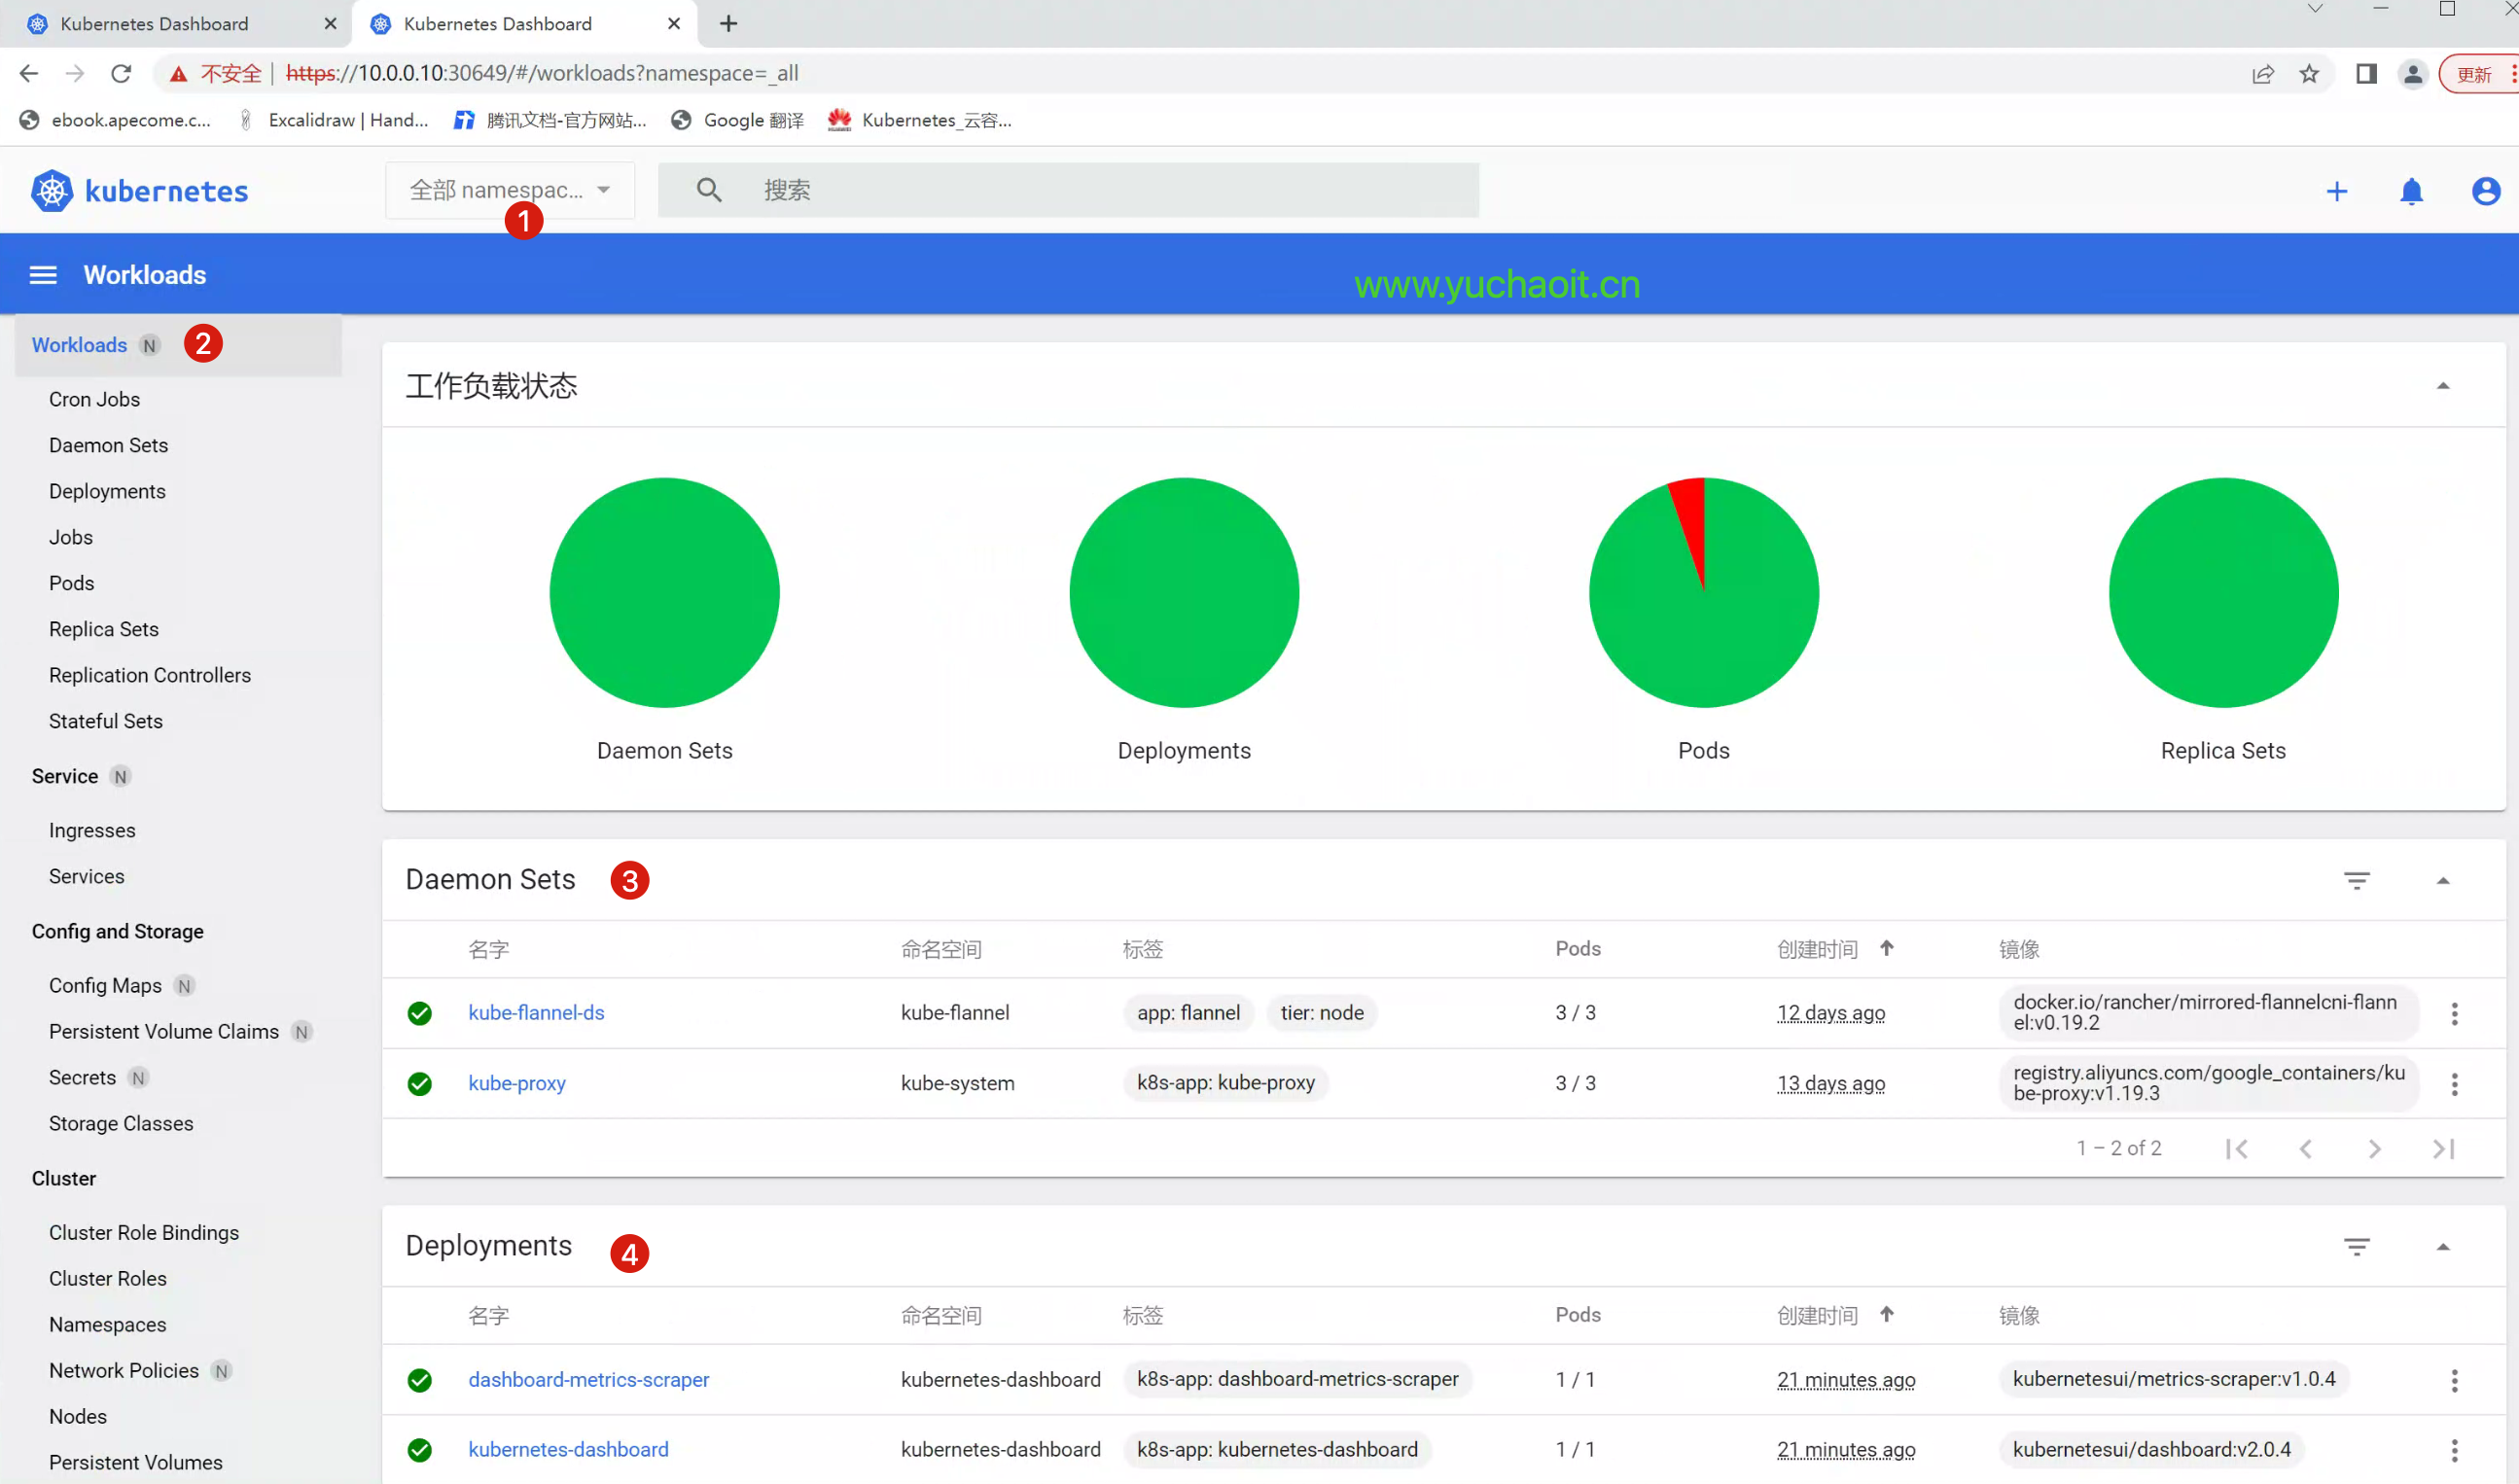 Kubernetes Dashboard
Kubernetes Dashboard
不安全 | https://10.0.0.10:30649/#/workloads?namespace=_all
更新
ebook.apecome.c...
Excalidraw | Hand...
腾讯文档-官方网站...
Google 翻译
Kubernetes_云容...
kubernetes
全部 namespac...
搜索
1
Workloads
www.yuchaoit.cn
Workloads N
2
Cron Jobs
Daemon Sets
Deployments
Jobs
Pods
Replica Sets
Replication Controllers
Stateful Sets
Service N
Ingresses
Services
Config and Storage
Config Maps N
Persistent Volume Claims N
Secrets N
Storage Classes
Cluster
Cluster Role Bindings
Cluster Roles
Namespaces
Network Policies N
Nodes
Persistent Volumes
工作负载状态
Daemon Sets
Deployments
Pods
Replica Sets
Daemon Sets
3
名字 命名空间 标签 Pods 创建时间 镜像
kube-flannel-ds kube-flannel app: flannel tier: node 3 / 3 12 days ago docker.io/rancher/mirrored-flannelcni-flann
el:v0.19.2
kube-proxy kube-system k8s-app: kube-proxy 3 / 3 13 days ago registry.aliyuncs.com/google_containers/ku
be-proxy:v1.19.3
1 – 2 of 2
Deployments
4
名字 命名空间 标签 Pods 创建时间 镜像
dashboard-metrics-scraper kubernetes-dashboard k8s-app: dashboard-metrics-scraper 1 / 1 21 minutes ago kubernetesui/metrics-scraper:v1.0.4
kubernetes-dashboard kubernetes-dashboard k8s-app: kubernetes-dashboard 1 / 1 21 minutes ago kubernetesui/dashboard:v2.0.4